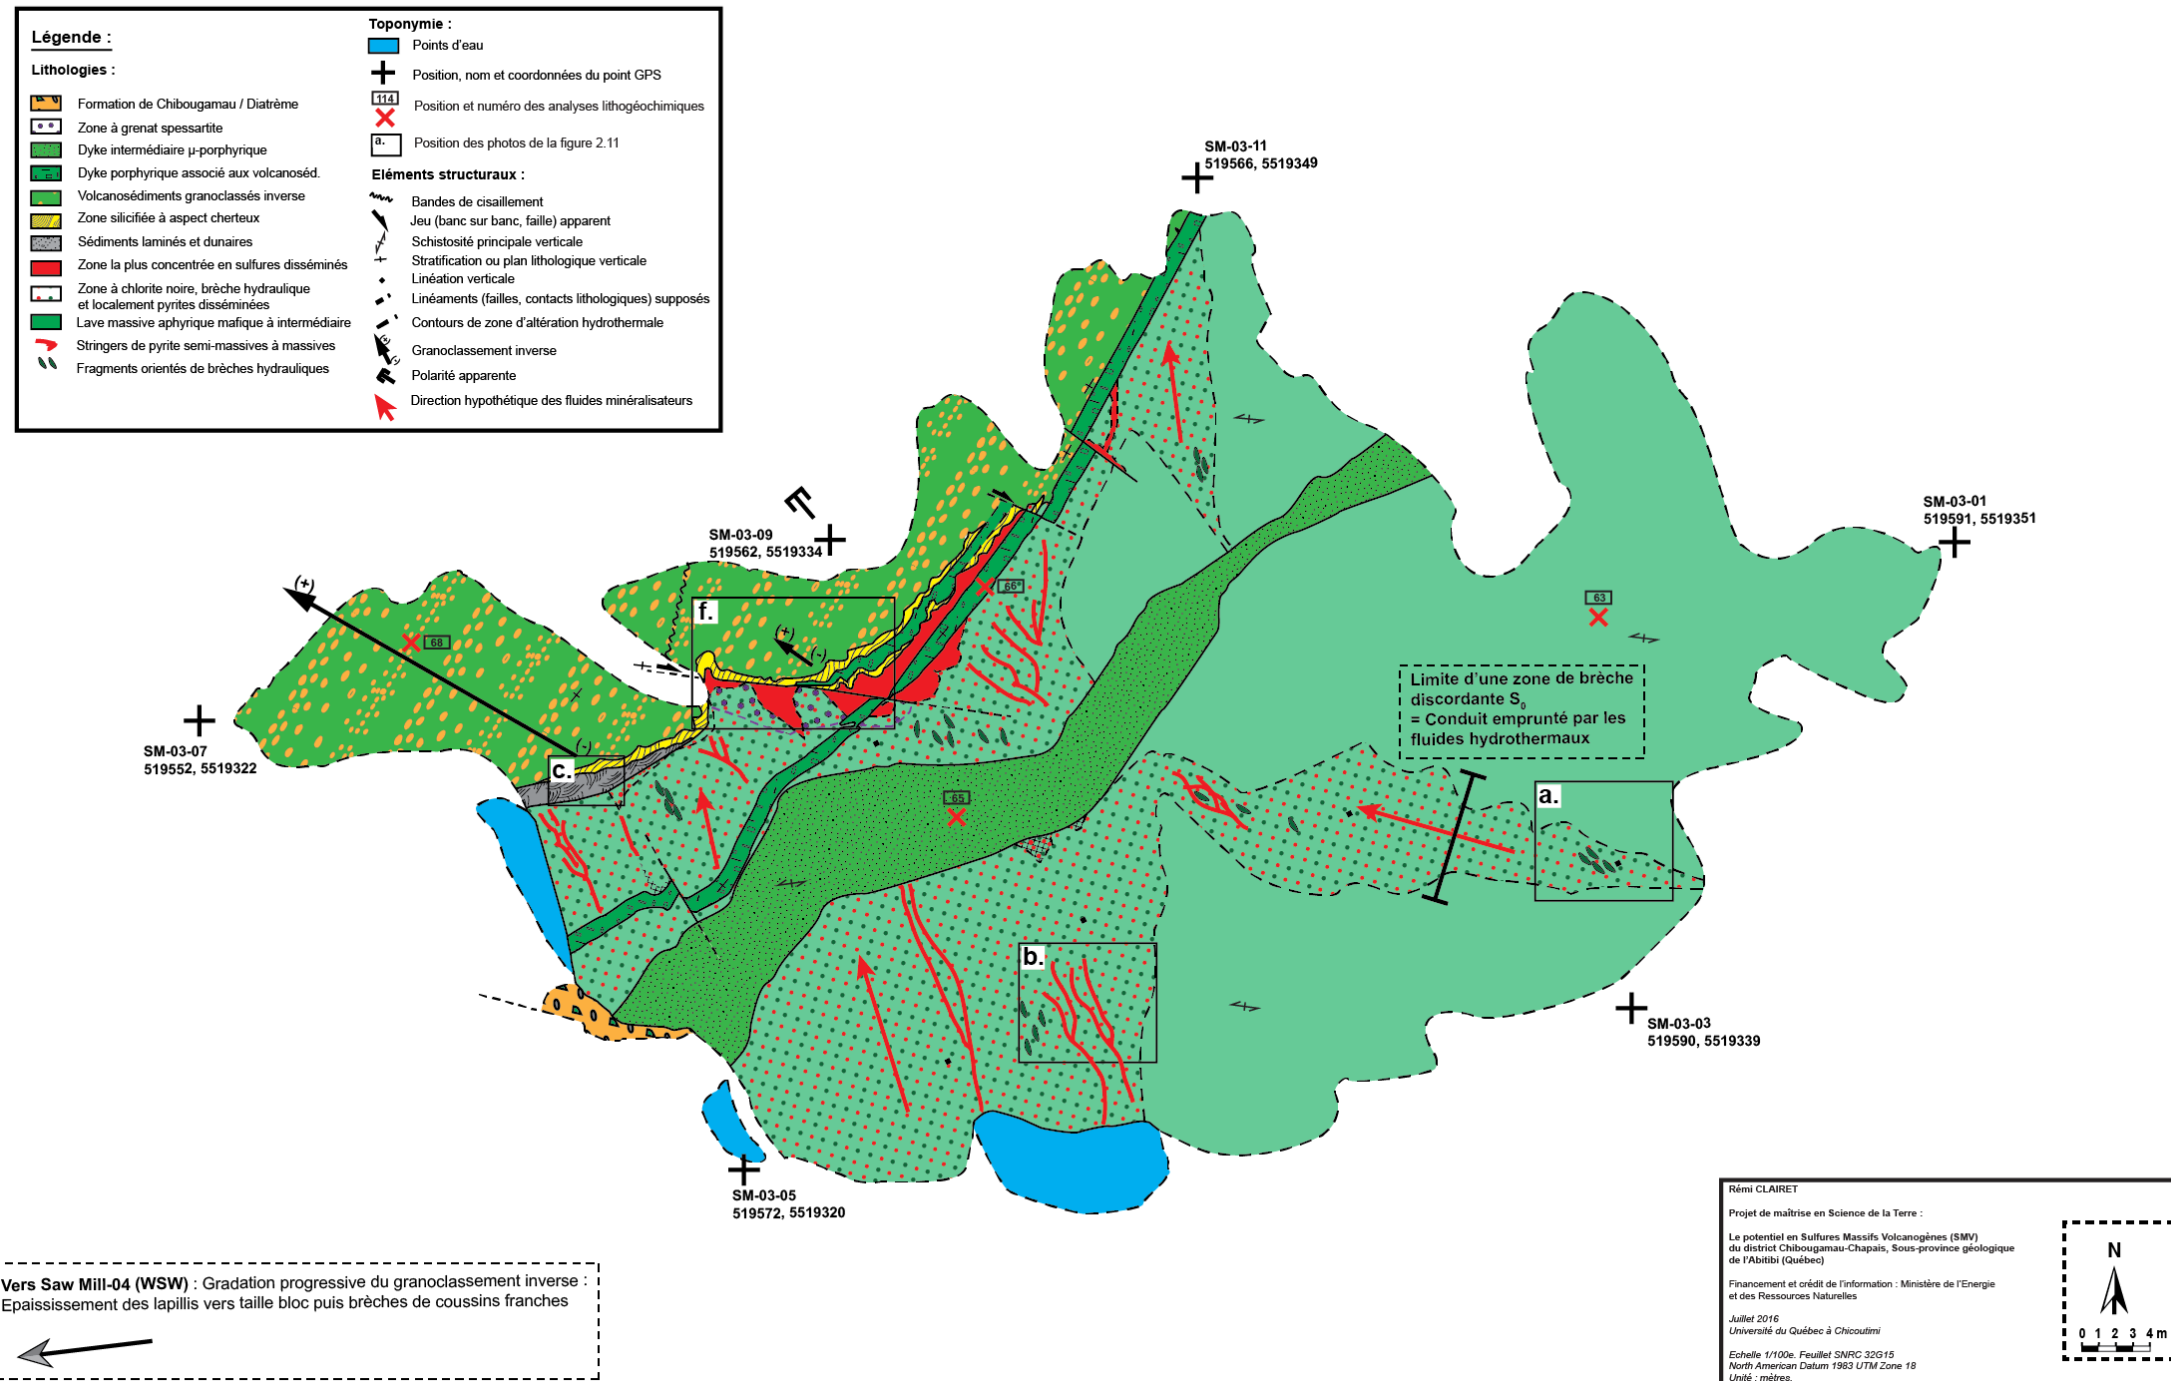 Légende :
Lithologies :
Formation de Chibougamau / Diatrème
Zone à grenat spessartite
Dyke intermédiaire µ-porphyrique
Dyke porphyrique associé aux volcanoséd.
Volcanosédiments granoclassés inverse
Zone silicifiée à aspect cherteux
Sédiments laminés et dunaires
Zone la plus concentrée en sulfures disséminés
Zone à chlorite noire, brèche hydraulique
et localement pyrites disséminées
Lave massive aphyrique mafique à intermédiaire
Stringers de pyrite semi-massives à massives
Fragments orientés de brèches hydrauliques
Toponymie :
Points d'eau
Position, nom et coordonnées du point GPS
114
Position et numéro des analyses lithogéochimiques
a.
Position des photos de la figure 2.11
Eléments structuraux :
Bandes de cisaillement
Jeu (banc sur banc, faille) apparent
Schistosité principale verticale
Stratification ou plan lithologique verticale
Linéation verticale
Linéaments (failles, contacts lithologiques) supposés
Contours de zone d'altération hydrothermale
(+)
(-)
Granoclassement inverse
Polarité apparente
Direction hypothétique des fluides minéralisateurs
SM-03-11
519566, 5519349
SM-03-01
519591, 5519351
SM-03-09
519562, 5519334
(+)
66*
63
f.
68
(+)
(-)
Limite d'une zone de brèche
discordante S0
= Conduit emprunté par les
fluides hydrothermaux
SM-03-07
519552, 5519322
(-)
c.
65
a.
b.
SM-03-03
519590, 5519339
SM-03-05
519572, 5519320
Vers Saw Mill-04 (WSW) : Gradation progressive du granoclassement inverse :
Epaississement des lapillis vers taille bloc puis brèches de coussins franches
Rémi CLAIRET
Projet de maîtrise en Science de la Terre :
Le potentiel en Sulfures Massifs Volcanogènes (SMV)
du district Chibougamau-Chapais, Sous-province géologique
de l'Abitibi (Québec)
Financement et crédit de l'information : Ministère de l'Energie
et des Ressources Naturelles
Juillet 2016
Université du Québec à Chicoutimi
Echelle 1/100e. Feuillet SNRC 32G15
North American Datum 1983 UTM Zone 18
Unité : mètres.
N
0 1 2 3 4 m